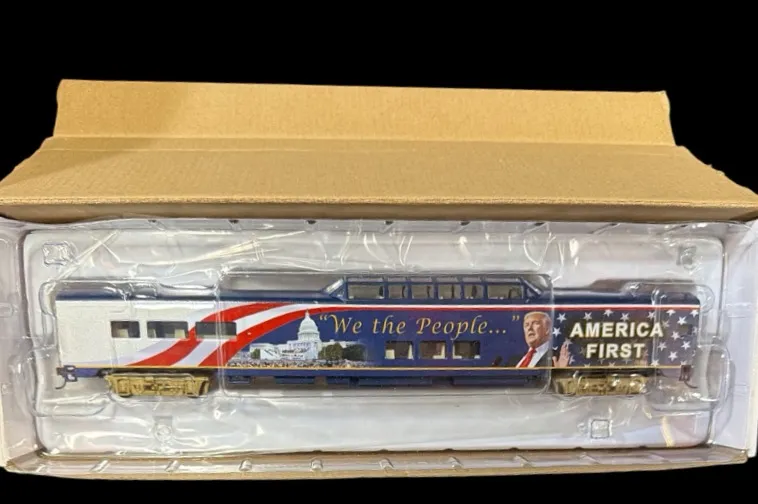 "We the People..."
AMERICA
FIRST